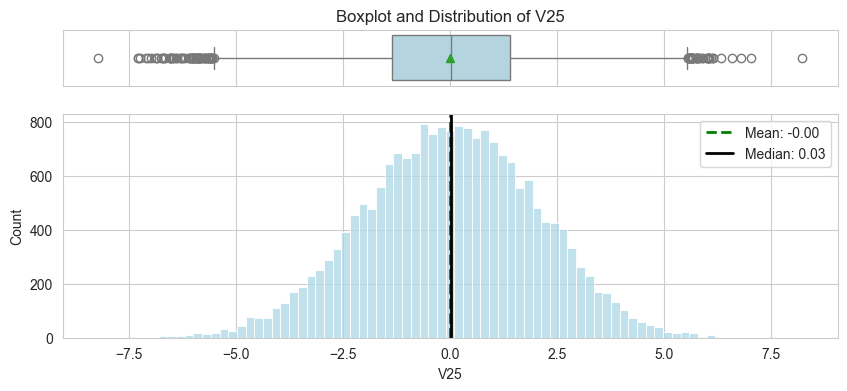 Boxplot and Distribution of V25
800
600
400
200
0
Count
Mean: -0.00
Median: 0.03
−7.5 −5.0 −2.5 0.0 2.5 5.0 7.5
V25